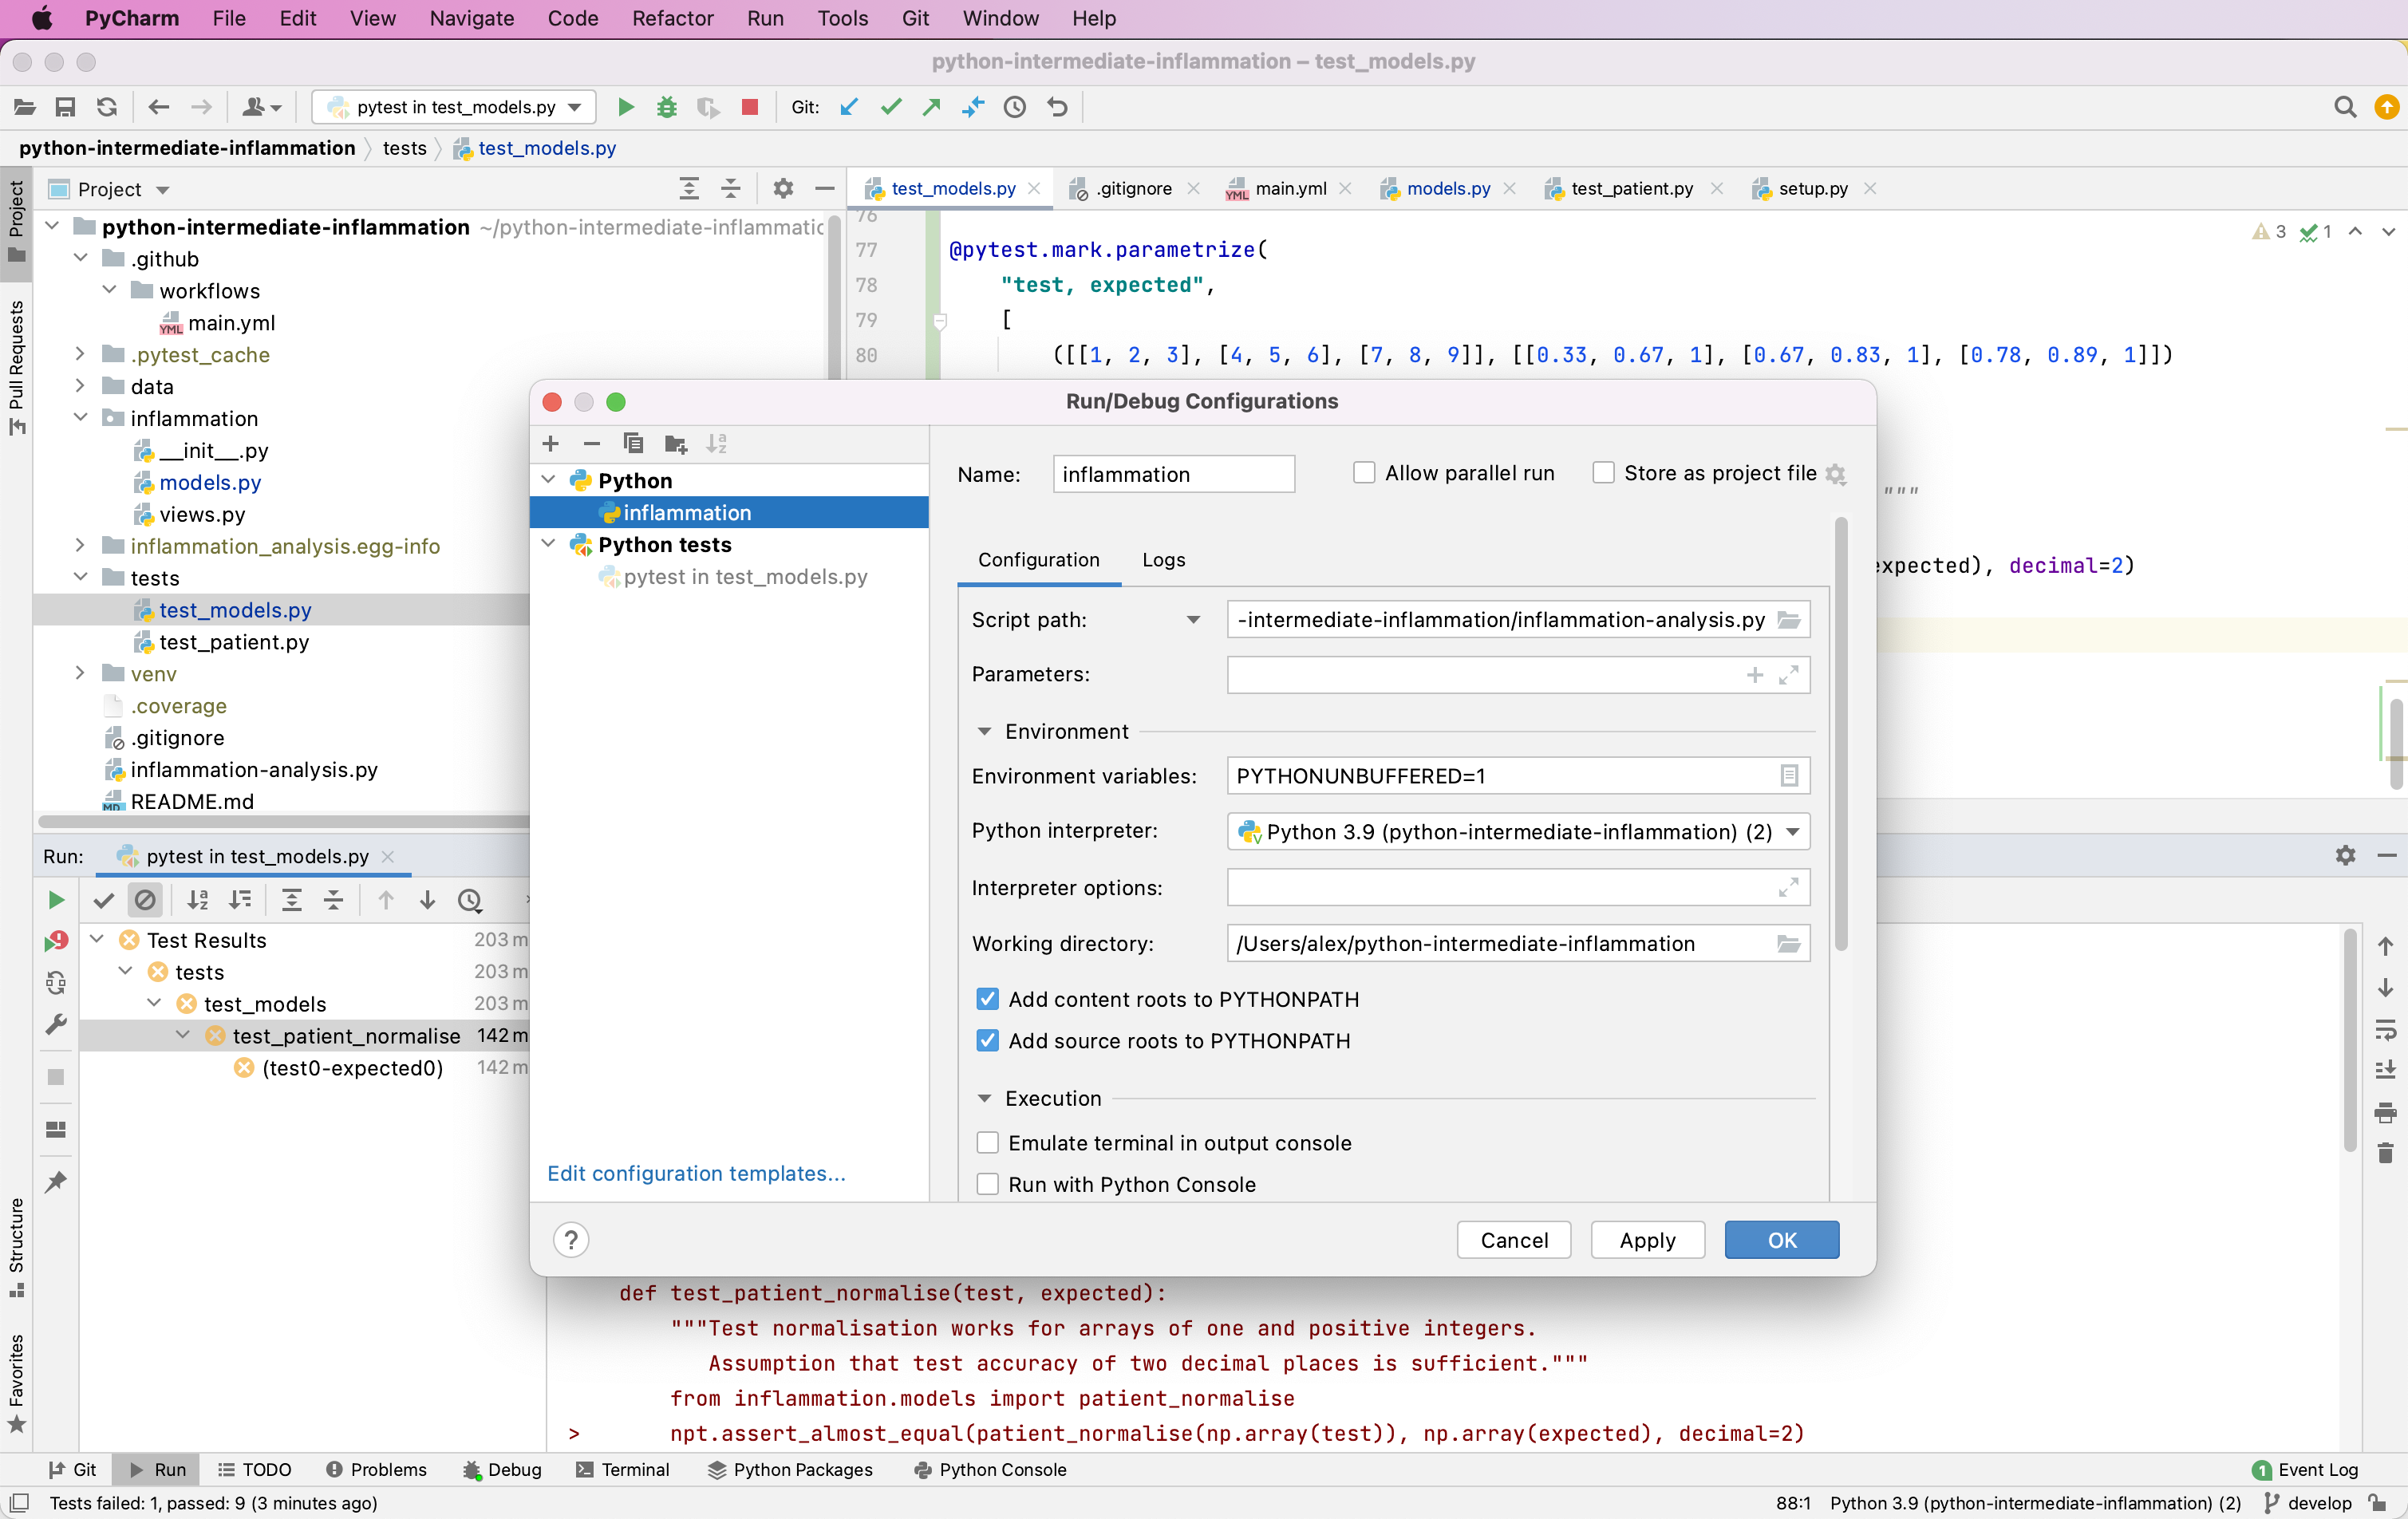 PyCharm File Edit View Navigate Code Refactor Run Tools Git Window Help
python-intermediate-inflammation – test_models.py
pytest in test_models.py Git:
python-intermediate-inflammation tests test_models.py
Project
Pull Requests
Structure
Favorites
Project
python-intermediate-inflammation ~/python-intermediate-inflammatic
.github
workflows
YML main.yml
.pytest_cache
data
inflammation
__init__.py
models.py
views.py
inflammation_analysis.egg-info
tests
test_models.py
test_patient.py
venv
.coverage
.gitignore
inflammation-analysis.py
MD README.md
test_models.py .gitignore YML main.yml models.py test_patient.py setup.py
3 1
76
77 @pytest.mark.parametrize(
78 "test, expected",
79 [
80 ([[1, 2, 3], [4, 5, 6], [7, 8, 9]], [[0.33, 0.67, 1], [0.67, 0.83, 1], [0.78, 0.89, 1]])
"""
expected), decimal=2)
Run/Debug Configurations
Python
inflammation
Python tests
pytest in test_models.py
Edit configuration templates...
Name: inflammation Allow parallel run Store as project file
Configuration Logs
Script path: -intermediate-inflammation/inflammation-analysis.py
Parameters:
Environment
Environment variables: PYTHONUNBUFFERED=1
Python interpreter: Python 3.9 (python-intermediate-inflammation) (2)
Interpreter options:
Working directory: /Users/alex/python-intermediate-inflammation
Add content roots to PYTHONPATH
Add source roots to PYTHONPATH
Execution
Emulate terminal in output console
Run with Python Console
? Cancel Apply OK
Run: pytest in test_models.py
Test Results 203 m
tests 203 m
test_models 203 m
test_patient_normalise 142 m
(test0-expected0) 142 m
def test_patient_normalise(test, expected):
"""Test normalisation works for arrays of one and positive integers.
Assumption that test accuracy of two decimal places is sufficient."""
from inflammation.models import patient_normalise
> npt.assert_almost_equal(patient_normalise(np.array(test)), np.array(expected), decimal=2)
Git Run TODO Problems Debug Terminal Python Packages Python Console 1 Event Log
Tests failed: 1, passed: 9 (3 minutes ago) 88:1 Python 3.9 (python-intermediate-inflammation) (2) develop